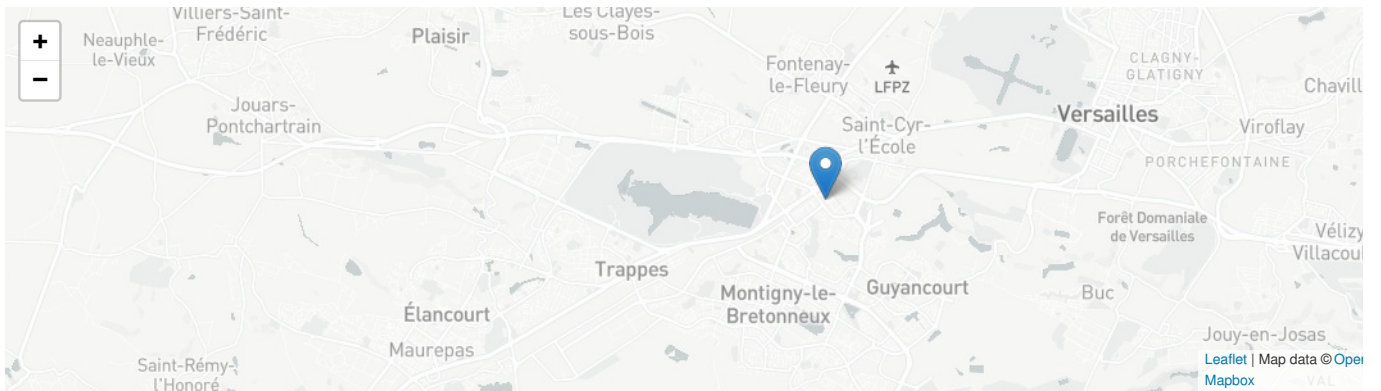 Villiers-Saint-
Frédéric
Les Clayes-
sous-Bois
+
−
Neauphle-
le-Vieux
Plaisir
Fontenay-
le-Fleury
LFPZ
CLAGNY-
GLATIGNY
Chavill
Jouars-
Pontchartrain
Saint-Cyr-
l'École
Versailles
Viroflay
PORCHEFONTAINE
Forêt Domaniale
de Versailles
Vélizy
Villacoul
Trappes
Montigny-le-
Bretonneux
Guyancourt
Buc
Élancourt
Maurepas
Jouy-en-Josas
Saint-Rémy-
l'Honoré
Leaflet | Map data © Oper
Mapbox
VAL